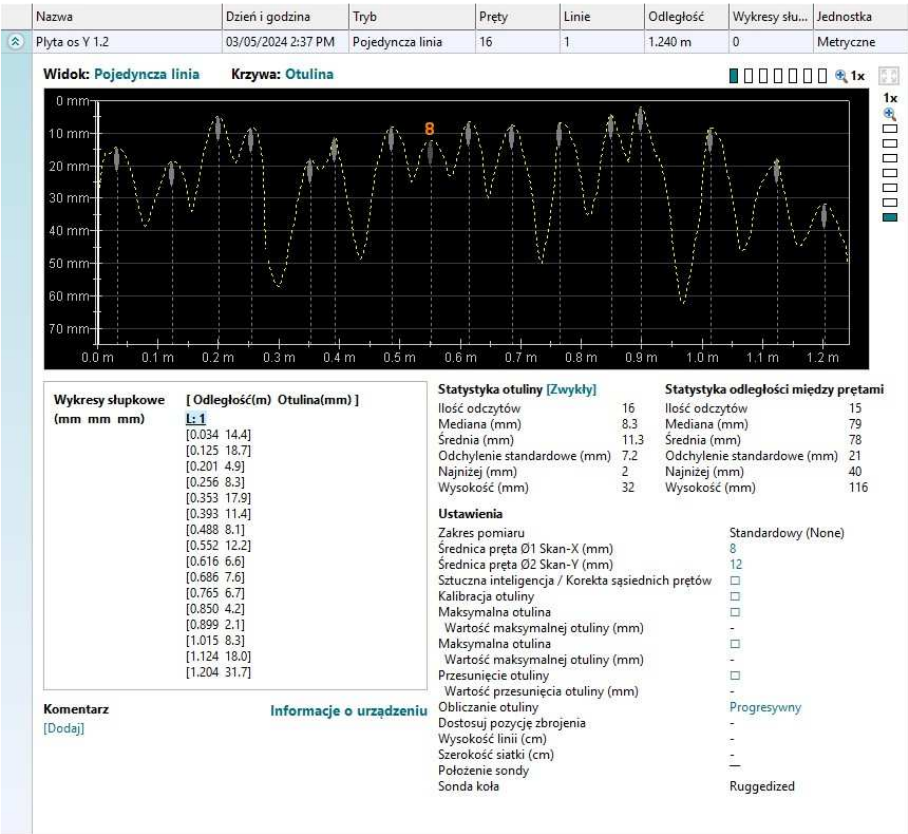 Nazwa Dzień i godzina Tryb Pręty Linie Odległość Wykresy słu... Jednostka
Plyta os Y 1.2 03/05/2024 2:37 PM Pojedyncza linia 16 1 1.240 m 0 Metryczne
Widok: Pojedyncza linia Krzywa: Otulina 1x
1x
0 mm
10 mm
20 mm
30 mm
40 mm
50 mm
60 mm
70 mm
8
0.0 m 0.1 m 0.2 m 0.3 m 0.4 m 0.5 m 0.6 m 0.7 m 0.8 m 0.9 m 1.0 m 1.1 m 1.2 m
Wykresy słupkowe
(mm mm mm)
[ Odległość(m) Otulina(mm) ]
L: 1
[0.034 14.4]
[0.125 18.7]
[0.201 4.9]
[0.256 8.3]
[0.353 17.9]
[0.393 11.4]
[0.488 8.1]
[0.552 12.2]
[0.616 6.6]
[0.686 7.6]
[0.765 6.7]
[0.850 4.2]
[0.899 2.1]
[1.015 8.3]
[1.124 18.0]
[1.204 31.7]
Komentarz
[Dodaj]
Informacje o urządzeniu
Statystyka otuliny [Zwykły]
Ilość odczytów 16
Mediana (mm) 8.3
Średnia (mm) 11.3
Odchylenie standardowe (mm) 7.2
Najniżej (mm) 2
Wysokość (mm) 32
Statystyka odległości między prętami
Ilość odczytów 15
Mediana (mm) 79
Średnia (mm) 78
Odchylenie standardowe (mm) 21
Najniżej (mm) 40
Wysokość (mm) 116
Ustawienia
Zakres pomiaru Standardowy (None)
Średnica pręta Ø1 Skan-X (mm) 8
Średnica pręta Ø2 Skan-Y (mm) 12
Sztuczna inteligencja / Korekta sąsiednich prętów
Kalibracja otuliny
Maksymalna otulina
Wartość maksymalnej otuliny (mm) -
Maksymalna otulina
Wartość maksymalnej otuliny (mm) -
Przesunięcie otuliny
Wartość przesunięcia otuliny (mm) -
Obliczanie otuliny Progresywny
Dostosuj pozycję zbrojenia -
Wysokość linii (cm) -
Szerokość siatki (cm) -
Położenie sondy —
Sonda koła Ruggedized